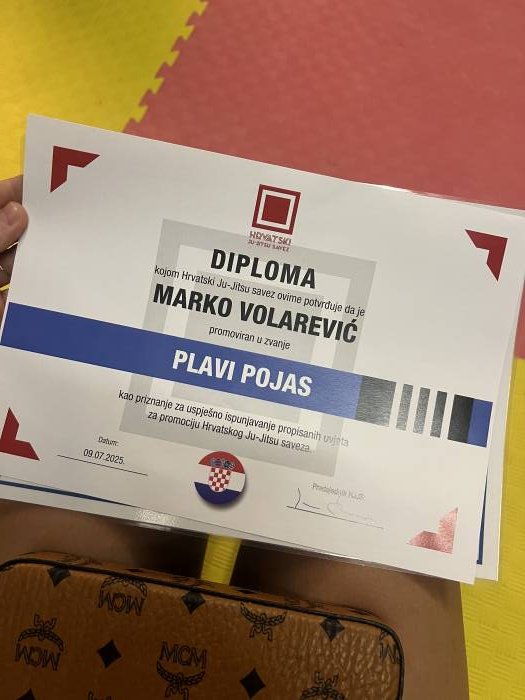 HRVATSKI
JU-JITSU SAVEZ
DIPLOMA
kojom Hrvatski Ju-Jitsu savez ovime potvrđuje da je
MARKO VOLAREVIĆ
promoviran u zvanje
PLAVI POJAS
kao priznanje za uspješno ispunjavanje propisanih uvjeta
za promociju Hrvatskog Ju-Jitsu saveza.
Datum:
09.07.2025.
Predsjednik HJJS:
MCM
MCM
MCM
MCM